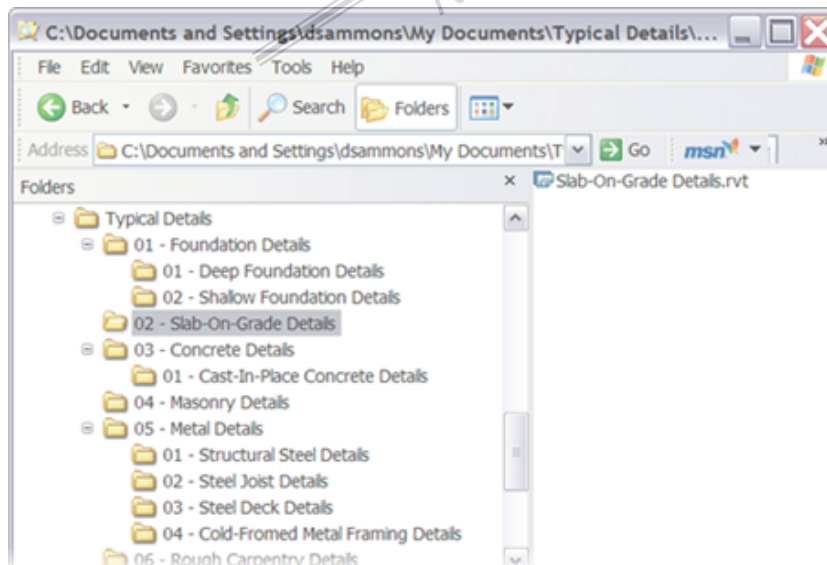 C:\Documents and Settings\dsammons\My Documents\Typical Details\...
File Edit View Favorites Tools Help
Back Search Folders
Address C:\Documents and Settings\dsammons\My Documents\T Go msn »
Folders × Slab-On-Grade Details.rvt
Typical Details
01 - Foundation Details
01 - Deep Foundation Details
02 - Shallow Foundation Details
02 - Slab-On-Grade Details
03 - Concrete Details
01 - Cast-In-Place Concrete Details
04 - Masonry Details
05 - Metal Details
01 - Structural Steel Details
02 - Steel Joist Details
03 - Steel Deck Details
04 - Cold-Fromed Metal Framing Details
06 - Rough Carpentry Details